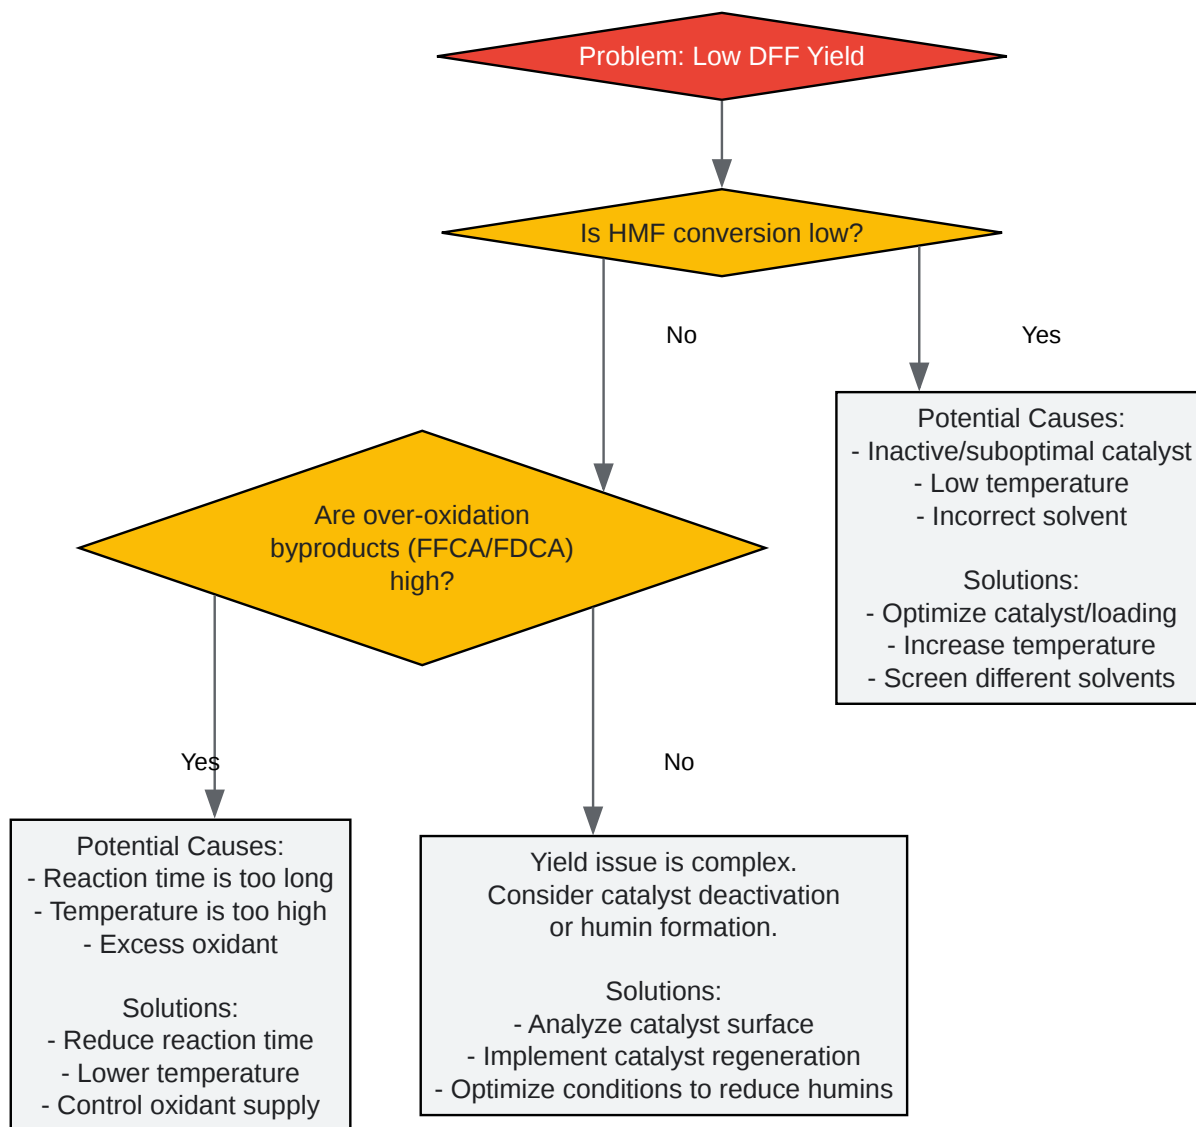 Problem: Low DFF Yield
Is HMF conversion low?
No
Yes
Potential Causes:
- Inactive/suboptimal catalyst
- Low temperature
- Incorrect solvent
Solutions:
- Optimize catalyst/loading
- Increase temperature
- Screen different solvents
Are over-oxidation
byproducts (FFCA/FDCA)
high?
Yes
No
Potential Causes:
- Reaction time is too long
- Temperature is too high
- Excess oxidant
Solutions:
- Reduce reaction time
- Lower temperature
- Control oxidant supply
Yield issue is complex.
Consider catalyst deactivation
or humin formation.
Solutions:
- Analyze catalyst surface
- Implement catalyst regeneration
- Optimize conditions to reduce humins